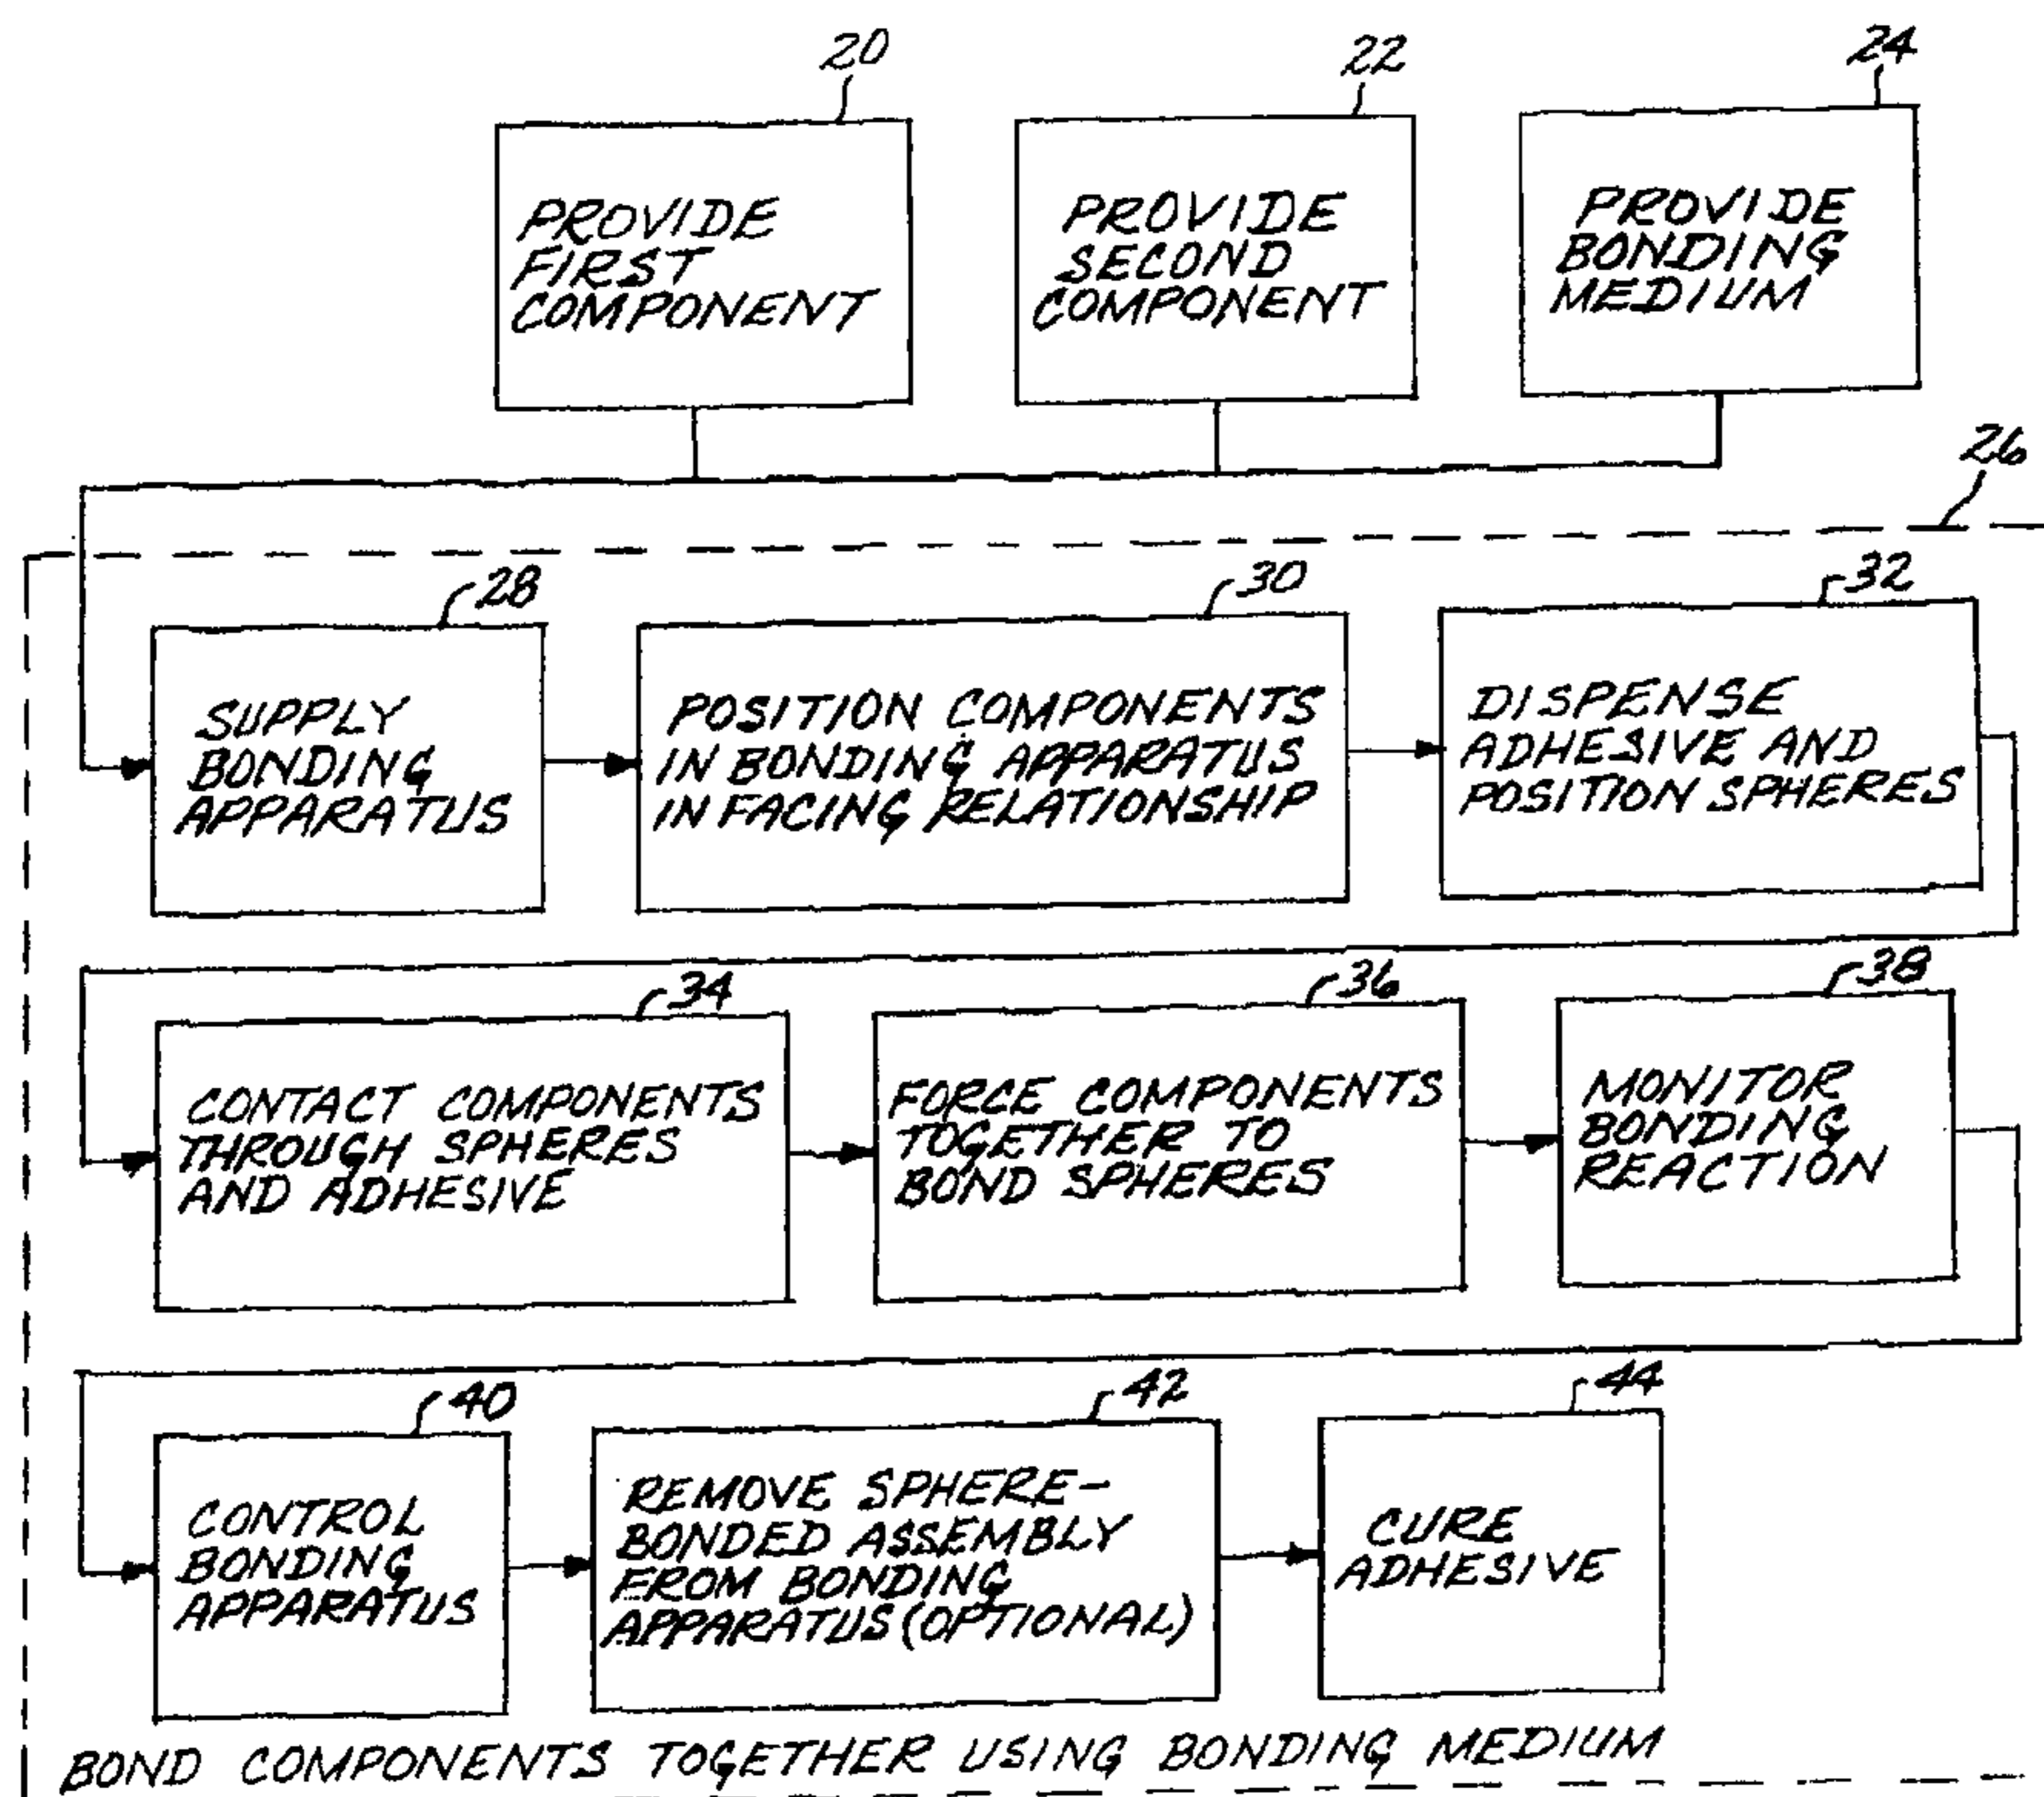 20
22
24
PROVIDE
FIRST
COMPONENT
PROVIDE
SECOND
COMPONENT
PROVIDE
BONDING
MEDIUM
26
28
30
32
SUPPLY
BONDING
APPARATUS
POSITION COMPONENTS
IN BONDING APPARATUS
IN FACING RELATIONSHIP
DISPENSE
ADHESIVE AND
POSITION SPHERES
34
36
38
CONTACT COMPONENTS
THROUGH SPHERES
AND ADHESIVE
FORCE COMPONENTS
TOGETHER TO
BOND SPHERES
MONITOR
BONDING
REACTION
40
42
44
CONTROL
BONDING
APPARATUS
REMOVE SPHERE-
BONDED ASSEMBLY
FROM BONDING
APPARATUS (OPTIONAL)
CURE
ADHESIVE
BOND COMPONENTS TOGETHER USING BONDING MEDIUM